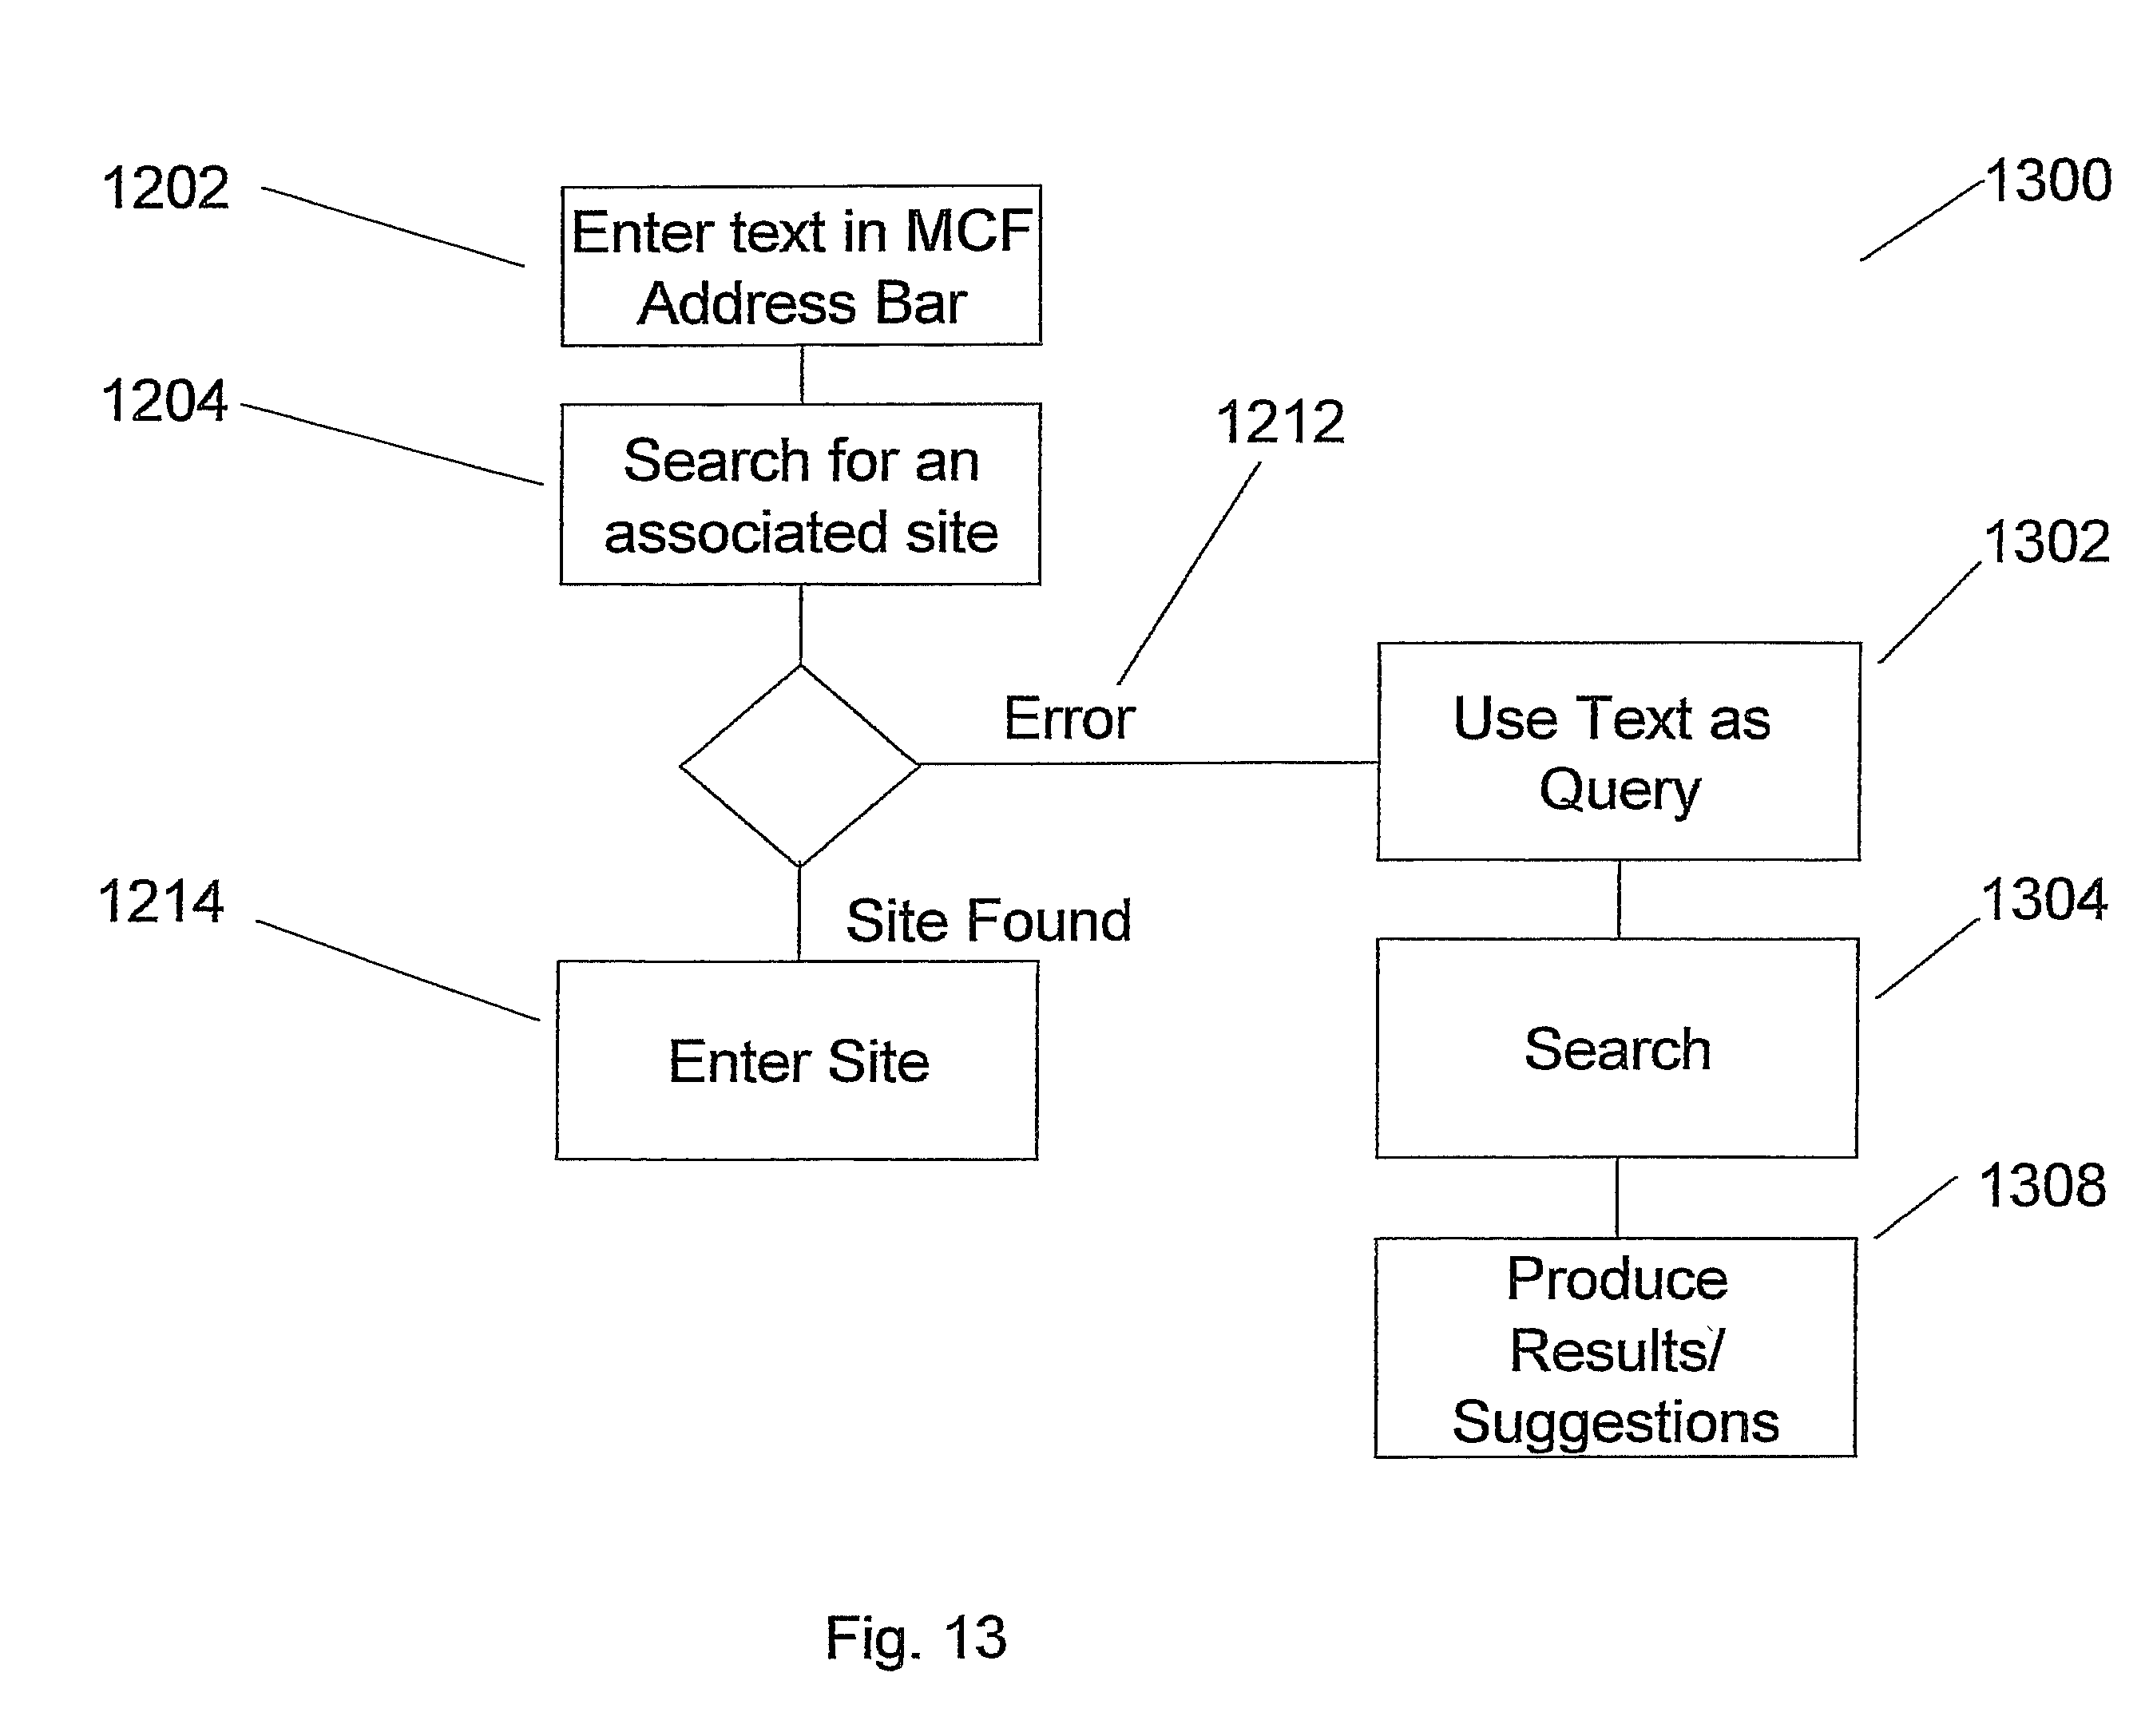 1202
1300
Enter text in MCF
Address Bar
1204
1212
Search for an
associated site
1302
Error
Use Text as
Query
1214
Site Found
1304
Enter Site
Search
1308
Produce
Results/
Suggestions
Fig. 13